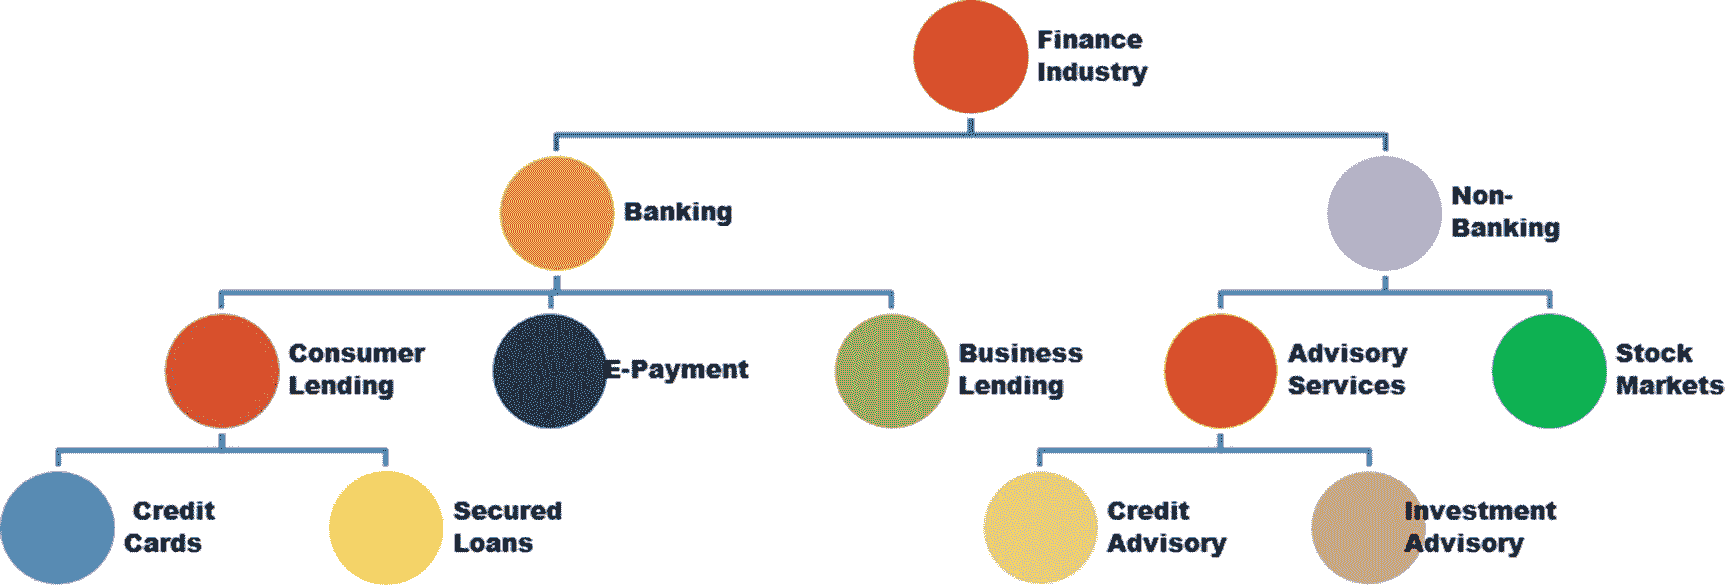 Finance
Industry
Banking
Non-
Banking
Consumer
Lending
E-Payment
Business
Lending
Advisory
Services
Stock
Markets
Credit
Cards
Secured
Loans
Credit
Advisory
Investment
Advisory